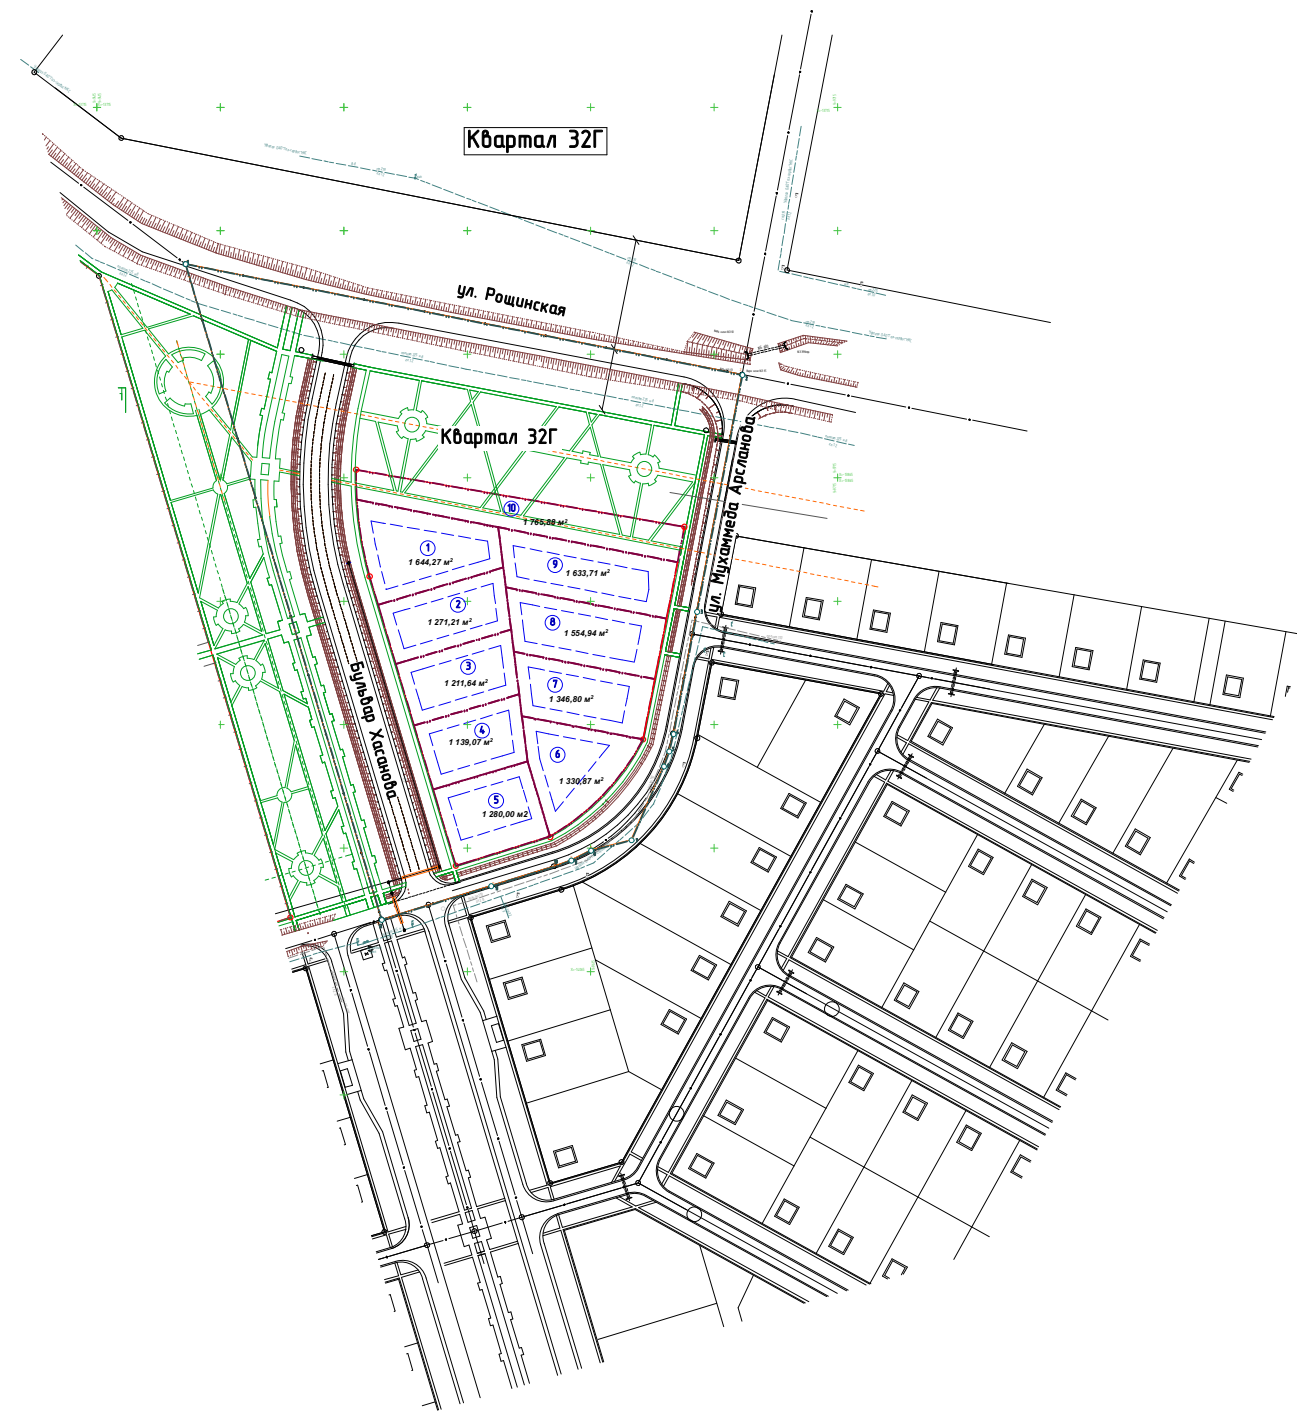 Квартал 32Г
ул. Рощинская
Квартал 32Г
10
1 765,88 м²
1
1 644,27 м²
9
1 633,71 м²
2
1 271,21 м²
8
1 554,94 м²
3
1 211,64 м²
7
1 346,80 м²
4
1 139,07 м²
6
1 330,87 м²
5
1 280,00 м2
ул. Мухаммеда Арсланова
Бульвар Хасанова